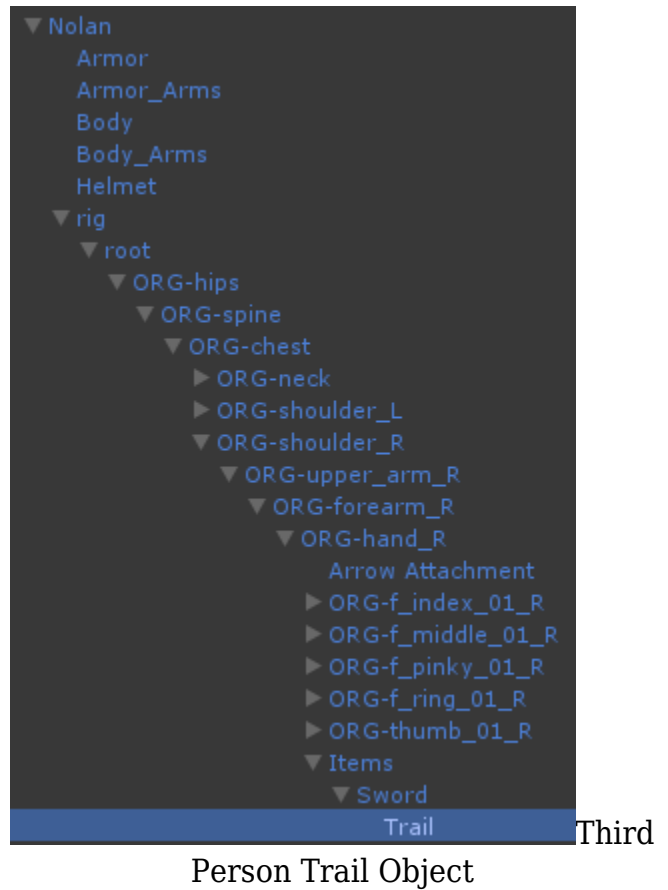 Nolan
Armor
Armor_Arms
Body
Body_Arms
Helmet
rig
root
ORG-hips
ORG-spine
ORG-chest
ORG-neck
ORG-shoulder_L
ORG-shoulder_R
ORG-upper_arm_R
ORG-forearm_R
ORG-hand_R
Arrow Attachment
ORG-f_index_01_R
ORG-f_middle_01_R
ORG-f_pinky_01_R
ORG-f_ring_01_R
ORG-thumb_01_R
Items
Sword
Trail
Third
Person Trail Object